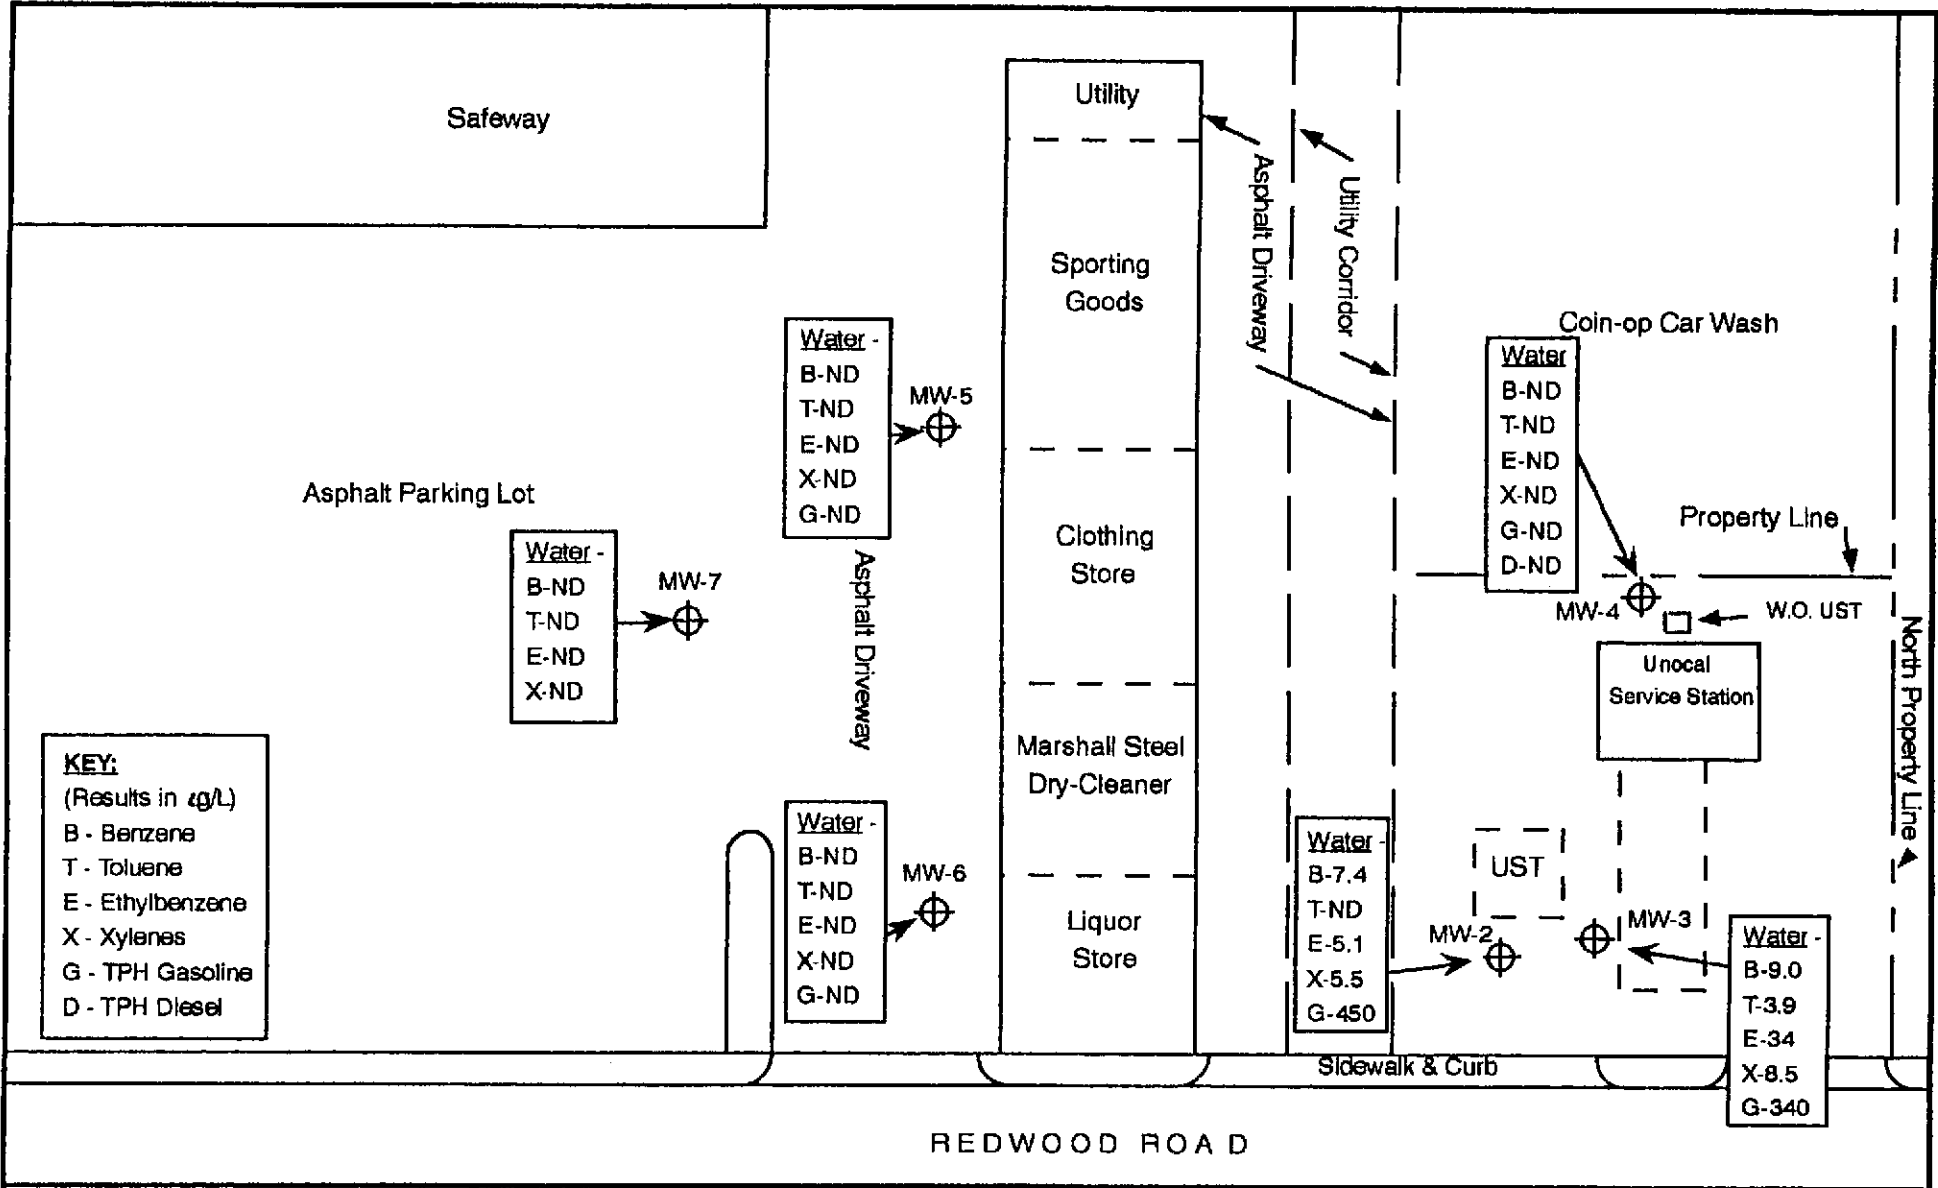 Safeway
Utility
Sporting
Goods
Clothing
Store
Marshall Steel
Dry-Cleaner
Liquor
Store
Asphalt Driveway
Utility Corridor
Coin-op Car Wash
Water
B-ND
T-ND
E-ND
X-ND
G-ND
D-ND
MW-4
Property Line
W.O. UST
Unocal
Service Station
North Property Line
Water -
B-ND
T-ND
E-ND
X-ND
G-ND
MW-5
Asphalt Parking Lot
Water -
B-ND
T-ND
E-ND
X-ND
MW-7
Asphalt Driveway
KEY:
(Results in g/L)
B - Benzene
T - Toluene
E - Ethylbenzene
X - Xylenes
G - TPH Gasoline
D - TPH Diesel
Water -
B-ND
T-ND
E-ND
X-ND
G-ND
MW-6
Water -
B-7.4
T-ND
E-5.1
X-5.5
G-450
MW-2
UST
MW-3
Water -
B-9.0
T-3.9
E-34
X-8.5
G-340
Sidewalk & Curb
REDWOOD ROAD